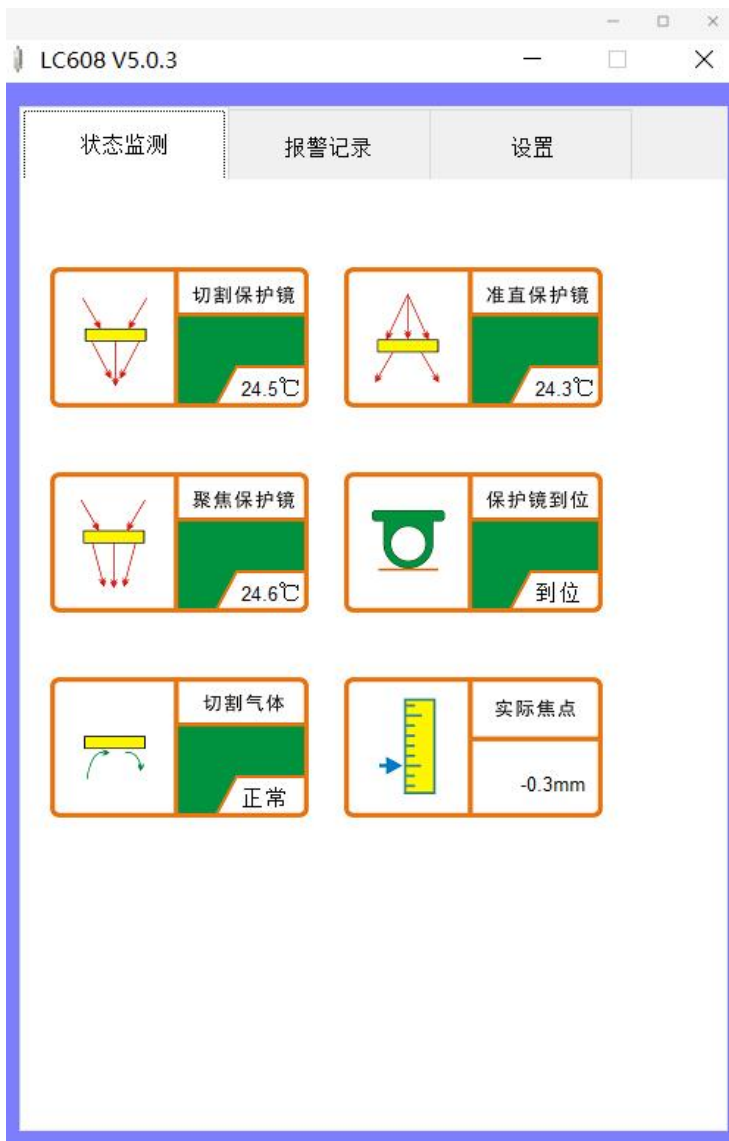 LC608 V5.0.3
状态监测 报警记录 设置
切割保护镜
24.5℃
准直保护镜
24.3℃
聚焦保护镜
24.6℃
保护镜到位
到位
切割气体
正常
实际焦点
-0.3mm